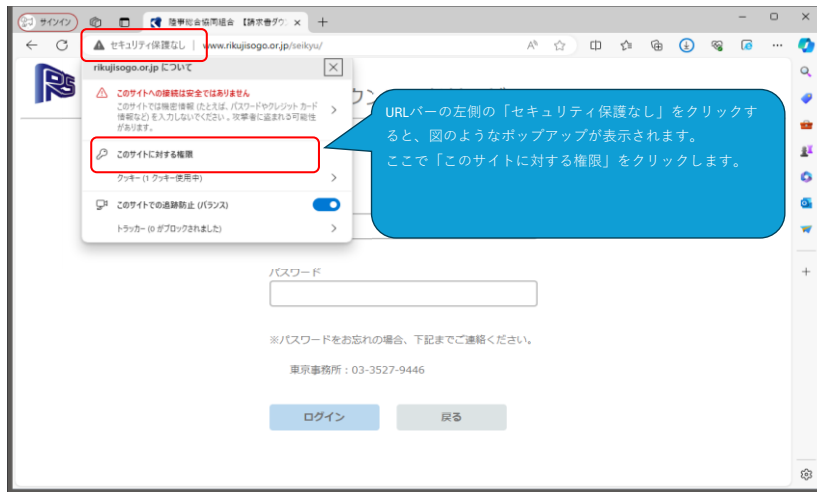 サインイン
陸事総合協同組合 【請求書ダウ
セキュリティ保護なし | www.rikujisogo.or.jp/seikyu/
rikujisogo.or.jp について
このサイトへの接続は安全ではありません
このサイトでは機密情報 (たとえば、パスワードやクレジット カード
情報など) を入力しないでください。攻撃者に盗まれる可能性
があります。
このサイトに対する権限
クッキー (1 クッキー使用中)
このサイトでの追跡防止 (バランス)
トラッカー (0 がブロックされました)
URLバーの左側の「セキュリティ保護なし」をクリックす
ると、図のようなポップアップが表示されます。
ここで「このサイトに対する権限」をクリックします。
パスワード
※パスワードをお忘れの場合、下記までご連絡ください。
東京事務所：03-3527-9446
ログイン
戻る